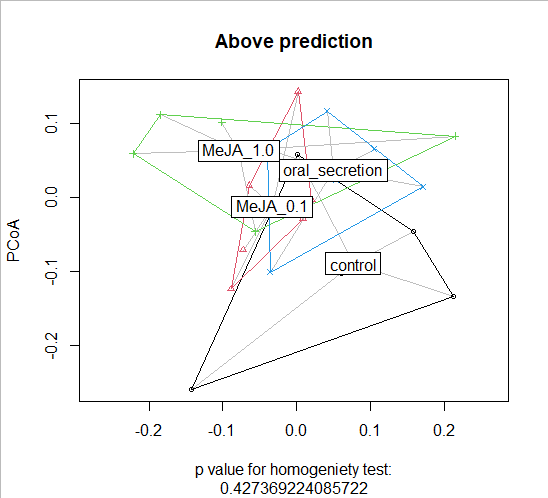 Above prediction
PCoA
0.1
0.0
-0.1
-0.2
MeJA_1.0
oral_secretion
MeJA_0.1
control
-0.2 -0.1 0.0 0.1 0.2
p value for homogeniety test:
0.427369224085722